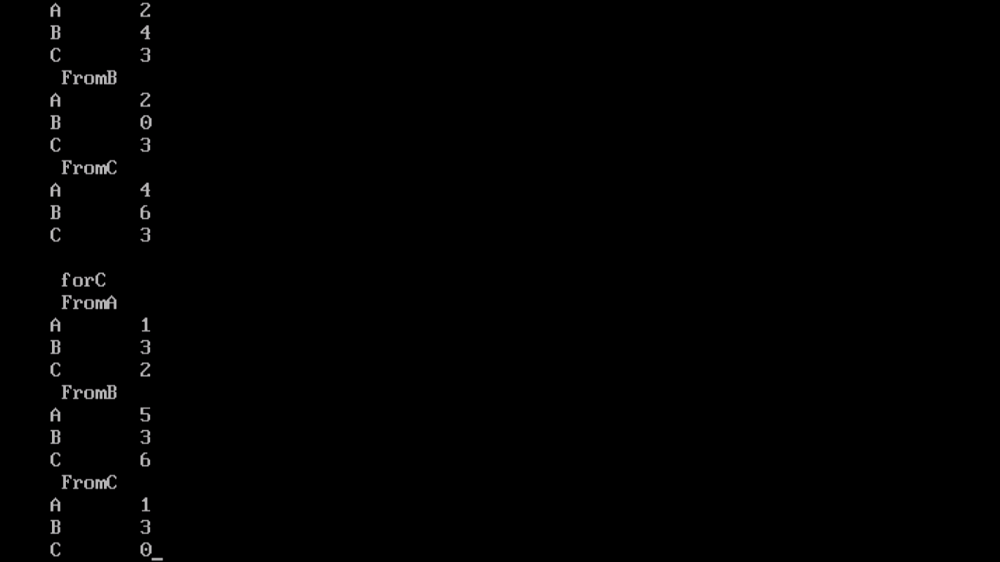 A 2
B 4
C 3
FromB
A 2
B 0
C 3
FromC
A 4
B 6
C 3
forC
FromA
A 1
B 3
C 2
FromB
A 5
B 3
C 6
FromC
A 1
B 3
C 0_